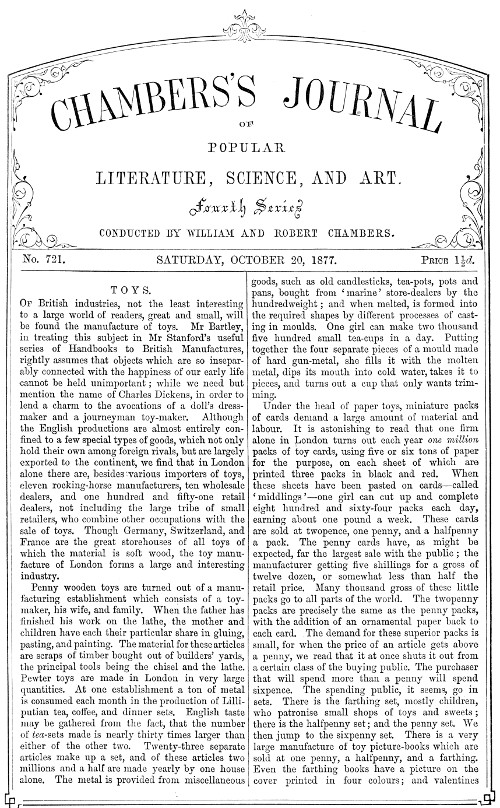 CHAMBERS'S JOURNAL
OF
POPULAR
LITERATURE, SCIENCE, AND ART.
Fourth Series
CONDUCTED BY WILLIAM AND ROBERT CHAMBERS.
No. 721. SATURDAY, OCTOBER 20, 1877. PRICE 1½d.
TOYS.
OF British industries, not the least interesting
to a large world of readers, great and small, will
be found the manufacture of toys. Mr Bartley,
in treating this subject in Mr Stanford's useful
series of Handbooks to British Manufactures,
rightly assumes that objects which are so insepar-
ably connected with the happiness of our early life
cannot be held unimportant; while we need but
mention the name of Charles Dickens, in order to
lend a charm to the avocations of a doll's dress-
maker and a journeyman toy-maker. Although
the English productions are almost entirely con-
fined to a few special types of goods, which not only
hold their own among foreign rivals, but are largely
exported to the continent, we find that in London
alone there are, besides various importers of toys,
eleven rocking-horse manufacturers, ten wholesale
dealers, and one hundred and fifty-one retail
dealers, not including the large tribe of small
retailers, who combine other occupations with the
sale of toys. Though Germany, Switzerland, and
France are the great storehouses of all toys of
which the material is soft wood, the toy manu-
facture of London forms a large and interesting
industry.
Penny wooden toys are turned out of a manu-
facturing establishment which consists of a toy-
maker, his wife, and family. When the father has
finished his work on the lathe, the mother and
children have each their particular share in gluing,
pasting, and painting. The material for these articles
are scraps of timber bought out of builders' yards,
the principal tools being the chisel and the lathe.
Pewter toys are made in London in very large
quantities. At one establishment a ton of metal
is consumed each month in the production of Lilli-
putian tea, coffee, and dinner sets. English taste
may be gathered from the fact, that the number
of tea-sets made is nearly thirty times larger than
either of the other two. Twenty-three separate
articles make up a set, and of these articles two
millions and a half are made yearly by one house
alone. The metal is provided from miscellaneous
goods, such as old candlesticks, tea-pots, pots and
pans, bought from 'marine' store-dealers by the
hundredweight; and when melted, is formed into
the required shapes by different processes of cast-
ing in moulds. One girl can make two thousand
five hundred small tea-cups in a day. Putting
together the four separate pieces of a mould made
of hard gun-metal, she fills it with the molten
metal, dips its mouth into cold water, takes it to
pieces, and turns out a cup that only wants trim-
ming.
Under the head of paper toys, miniature packs
of cards demand a large amount of material and
labour. It is astonishing to read that one firm
alone in London turns out each year one million
packs of toy cards, using five or six tons of paper
for the purpose, on each sheet of which are
printed three packs in black and red. When
these sheets have been pasted on cards—called
'middlings'—one girl can cut up and complete
eight hundred and sixty-four packs each day,
earning about one pound a week. These cards
are sold at twopence, one penny, and a halfpenny
a pack. The penny cards have, as might be
expected, far the largest sale with the public; the
manufacturer getting five shillings for a gross of
twelve dozen, or somewhat less than half the
retail price. Many thousand gross of these little
packs go to all parts of the world. The twopenny
packs are precisely the same as the penny packs,
with the addition of an ornamental paper back to
each card. The demand for these superior packs is
small, for when the price of an article gets above
a penny, we read that it at once shuts it out from
a certain class of the buying public. The purchaser
that will spend more than a penny will spend
sixpence. The spending public, it seems, go in
sets. There is the farthing set, mostly children,
who patronise small shops of toys and sweets;
there is the halfpenny set; and the penny set. We
then jump to the sixpenny set. There is a very
large manufacture of toy picture-books which are
sold at one penny, a halfpenny, and a farthing.
Even the farthing books have a picture on the
cover printed in four colours; and valentines